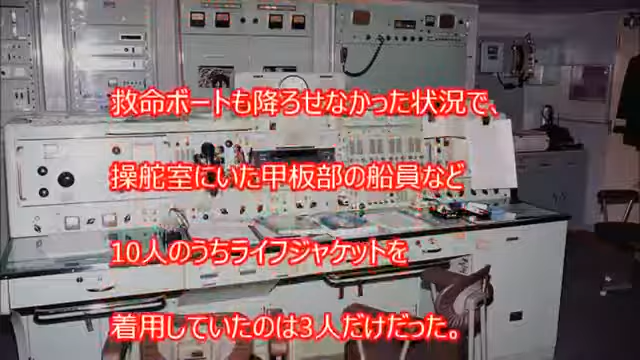 救命ボートも降ろせなかった状況で、
操舵室にいた甲板部の船員など
10人のうちライフジャケットを
着用していたのは3人だけだった。